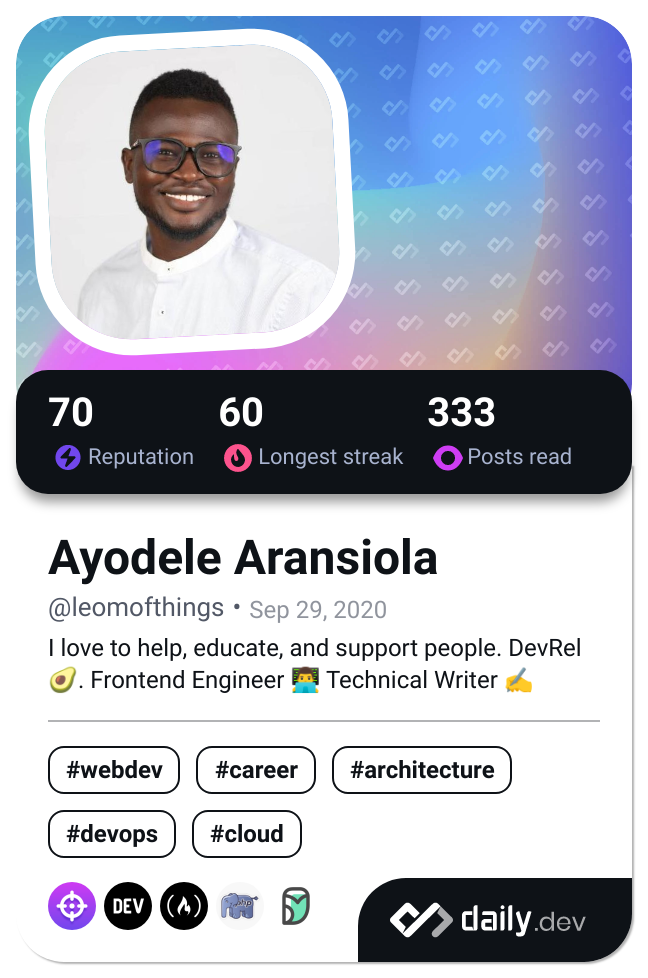 70 60 333
Reputation Longest streak Posts read
Ayodele Aransiola
@leomofthings • Sep 29, 2020
I love to help, educate, and support people. DevRel
🥑. Frontend Engineer 👨‍💻 Technical Writer ✍️
#webdev #career #architecture
#devops #cloud
DEV php daily.dev